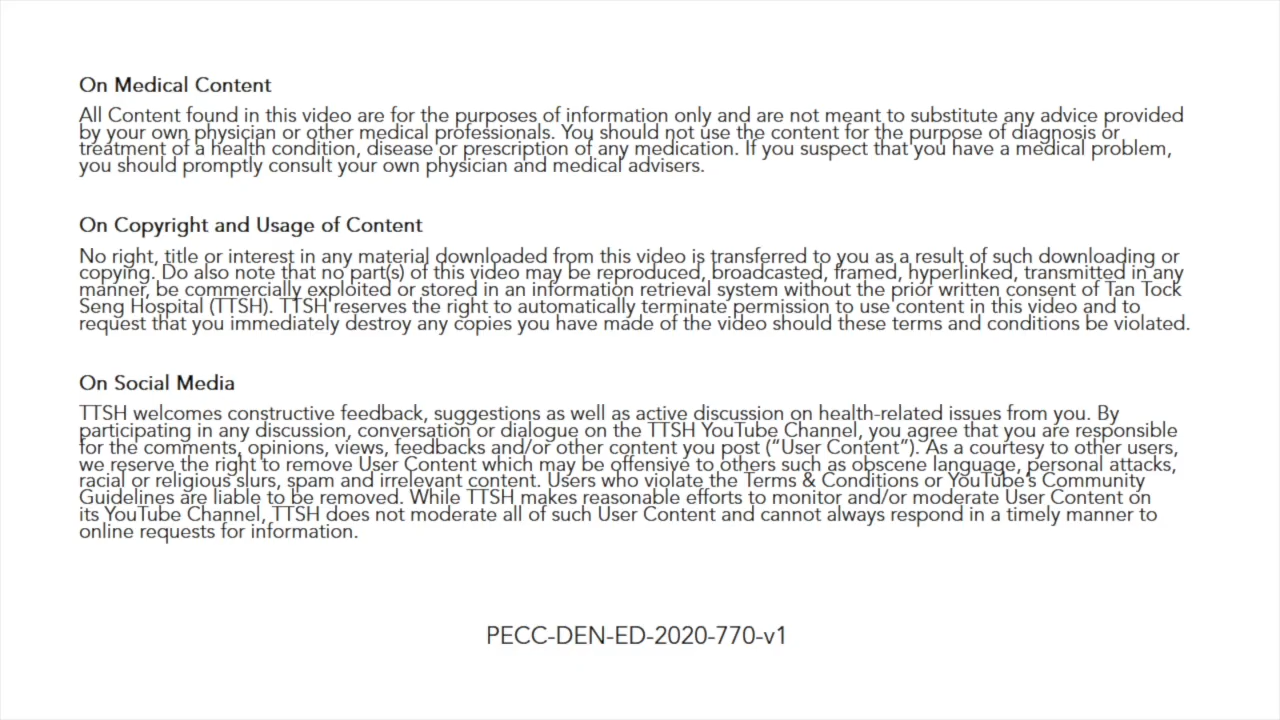 On Medical Content
All Content found in this video are for the purposes of information only and are not meant to substitute any advice provided
by your own physician or other medical professionals. You should not use the content for the purpose of diagnosis or
treatment of a health condition, disease or prescription of any medication. If you suspect that you have a medical problem,
you should promptly consult your own physician and medical advisers.
On Copyright and Usage of Content
No right, title or interest in any material downloaded from this video is transferred to you as a result of such downloading or
copying. Do also note that no part(s) of this video may be reproduced, broadcasted, framed, hyperlinked, transmitted in any
manner, be commercially exploited or stored in an information retrieval system without the prior written consent of Tan Tock
Seng Hospital (TTSH). TTSH reserves the right to automatically terminate permission to use content in this video and to
request that you immediately destroy any copies you have made of the video should these terms and conditions be violated.
On Social Media
TTSH welcomes constructive feedback, suggestions as well as active discussion on health-related issues from you. By
participating in any discussion, conversation or dialogue on the TTSH YouTube Channel, you agree that you are responsible
for the comments, opinions, views, feedbacks and/or other content you post (“User Content”). As a courtesy to other users,
we reserve the right to remove User Content which may be offensive to others such as obscene language, personal attacks,
racial or religious slurs, spam and irrelevant content. Users who violate the Terms & Conditions or YouTube’s Community
Guidelines are liable to be removed. While TTSH makes reasonable efforts to monitor and/or moderate User Content on
its YouTube Channel, TTSH does not moderate all of such User Content and cannot always respond in a timely manner to
online requests for information.
PECC-DEN-ED-2020-770-v1